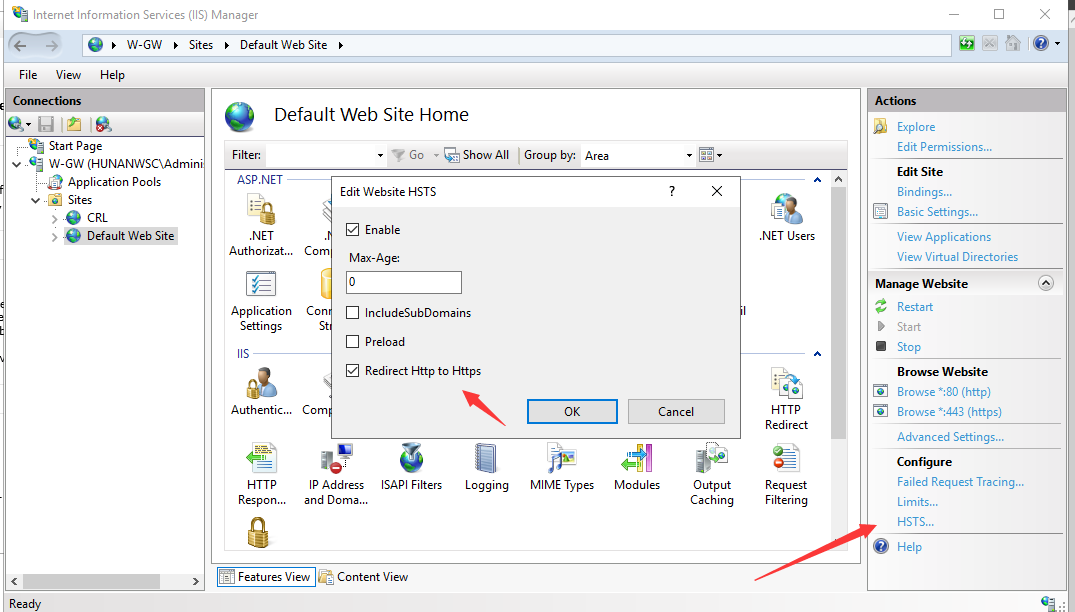 Internet Information Services (IIS) Manager
W-GW
Sites
Default Web Site
File View Help
Connections
Start Page
W-GW (HUNANWSC\Admini
Application Pools
Sites
CRL
Default Web Site
Default Web Site Home
Filter:
Go
Show All
Group by:
Area
ASP.NET
.NET
Authorizat...
.NET Users
Application
Settings
IIS
Authentic...
HTTP
Redirect
HTTP
Respon...
IP Address
and Doma...
ISAPI Filters
Logging
MIME Types
Modules
Output
Caching
Request
Filtering
Edit Website HSTS
?
Enable
Max-Age:
0
IncludeSubDomains
Preload
Redirect Http to Https
OK
Cancel
Features View
Content View
Actions
Explore
Edit Permissions...
Edit Site
Bindings...
Basic Settings...
View Applications
View Virtual Directories
Manage Website
Restart
Start
Stop
Browse Website
Browse *:80 (http)
Browse *:443 (https)
Advanced Settings...
Configure
Failed Request Tracing...
Limits...
HSTS...
Help
Ready